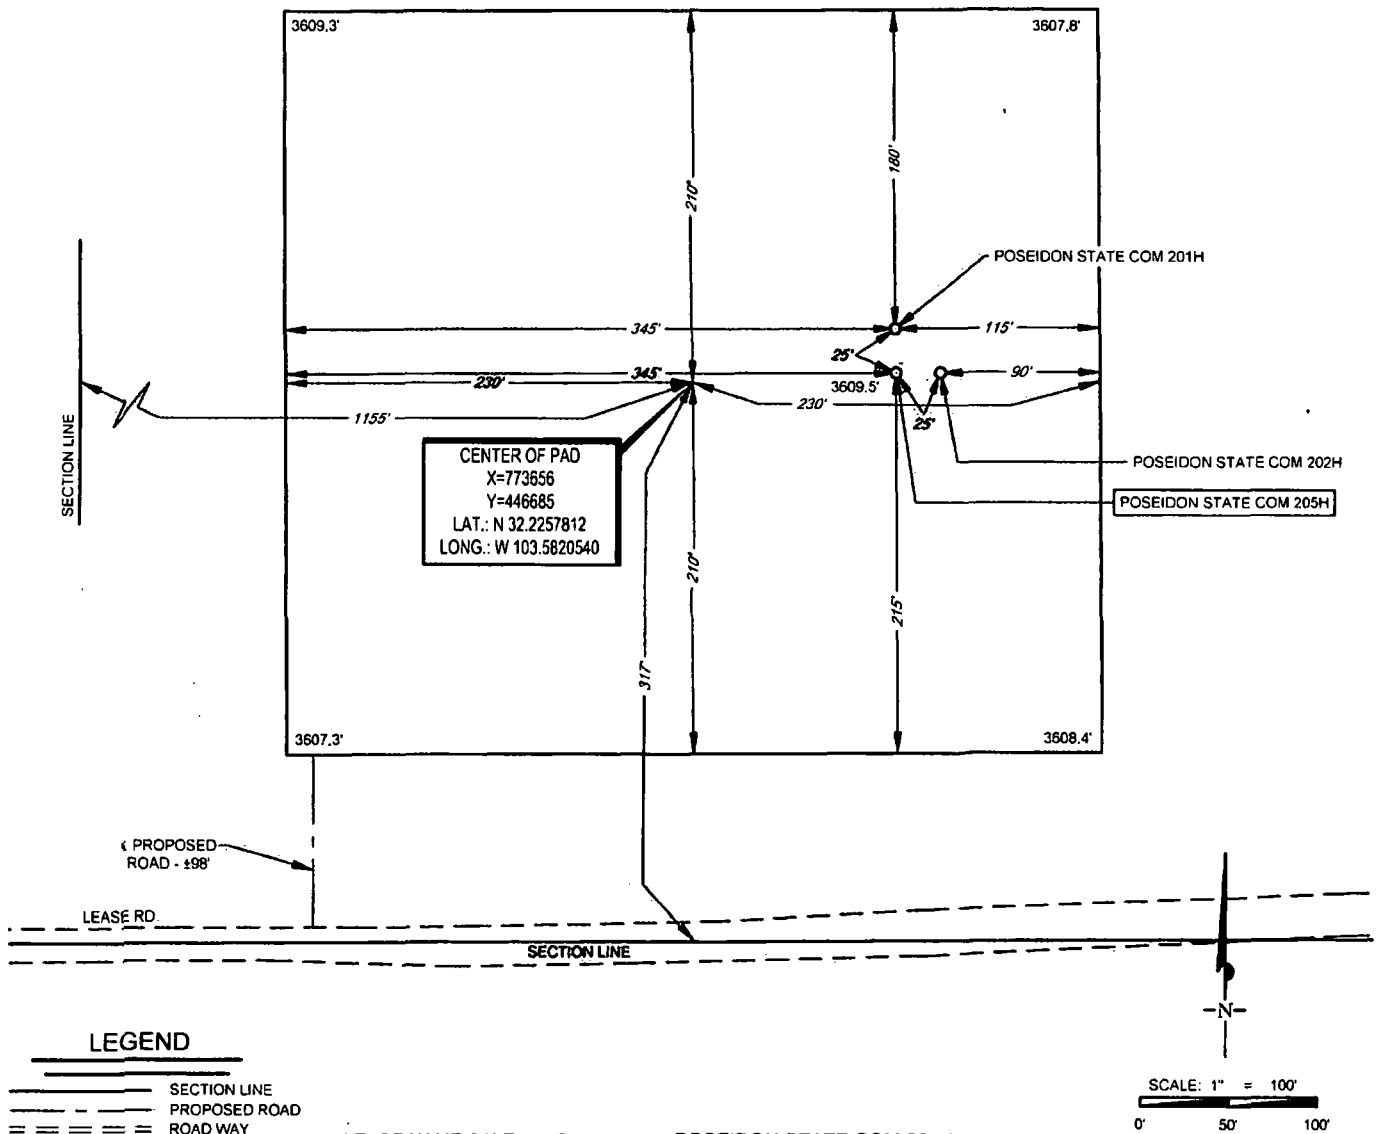 3609.3'
3607.8'
210'
180'
POSEIDON STATE COM 201H
345'
115'
25'
345'
90'
230'
3609.5'
230'
25'
1155'
SECTION LINE
CENTER OF PAD
X=773656
Y=446685
LAT.: N 32.2257812
LONG.: W 103.5820540
POSEIDON STATE COM 202H
POSEIDON STATE COM 205H
210'
215'
317'
3607.3'
3608.4'
PROPOSED
ROAD - ±98'
LEASE RD.
SECTION LINE
N
LEGEND
SECTION LINE
PROPOSED ROAD
ROAD WAY
SCALE: 1" = 100'
0' 50' 100'